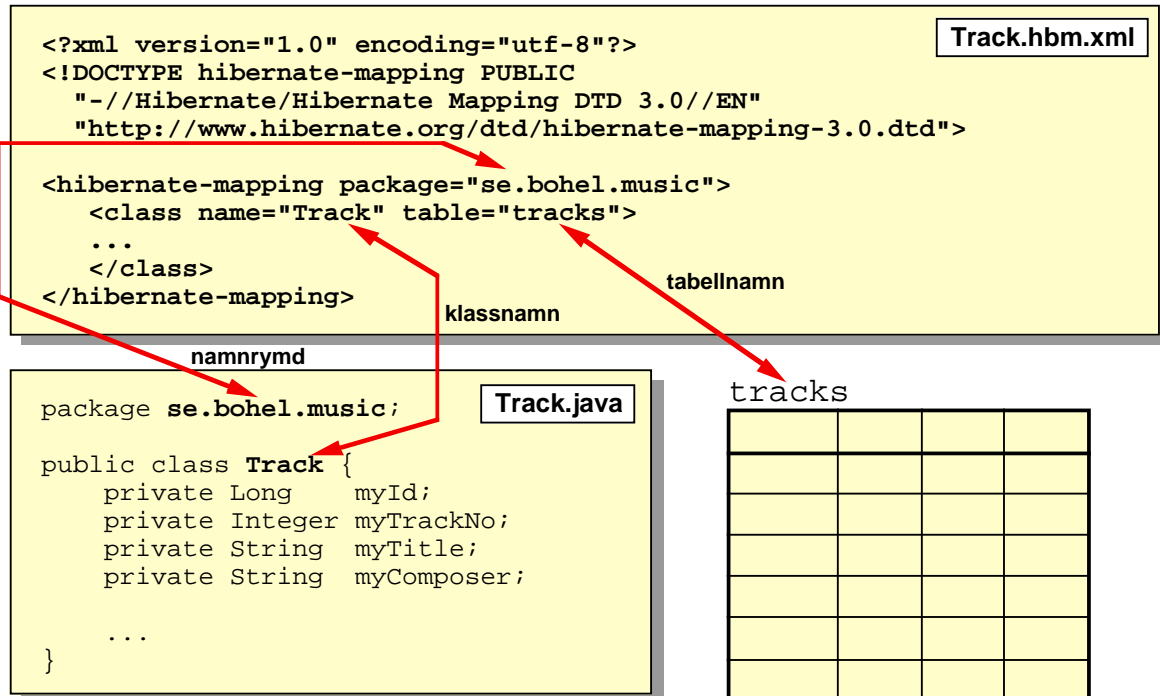 Track.hbm.xml
<?xml version="1.0" encoding="utf-8"?>
<!DOCTYPE hibernate-mapping PUBLIC
"-//Hibernate/Hibernate Mapping DTD 3.0//EN"
"http://www.hibernate.org/dtd/hibernate-mapping-3.0.dtd">
<hibernate-mapping package="se.bohel.music">
<class name="Track" table="tracks">
...
</class>
</hibernate-mapping>
tabellnamn
klassnamn
namnrymd
Track.java
package se.bohel.music;
public class Track {
private Long myId;
private Integer myTrackNo;
private String myTitle;
private String myComposer;
...
}
tracks